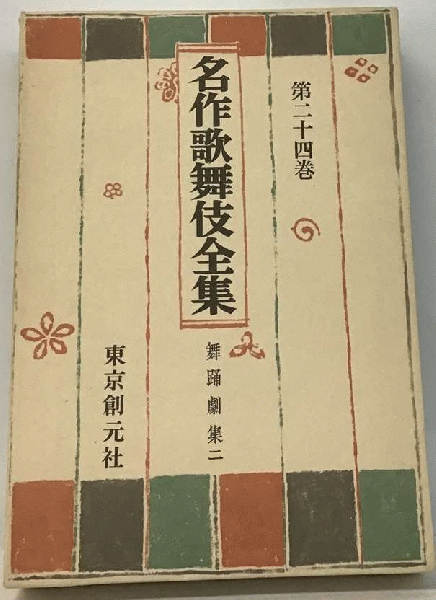 第二十四巻
名作歌舞伎全集
舞踊劇集二
東京創元社